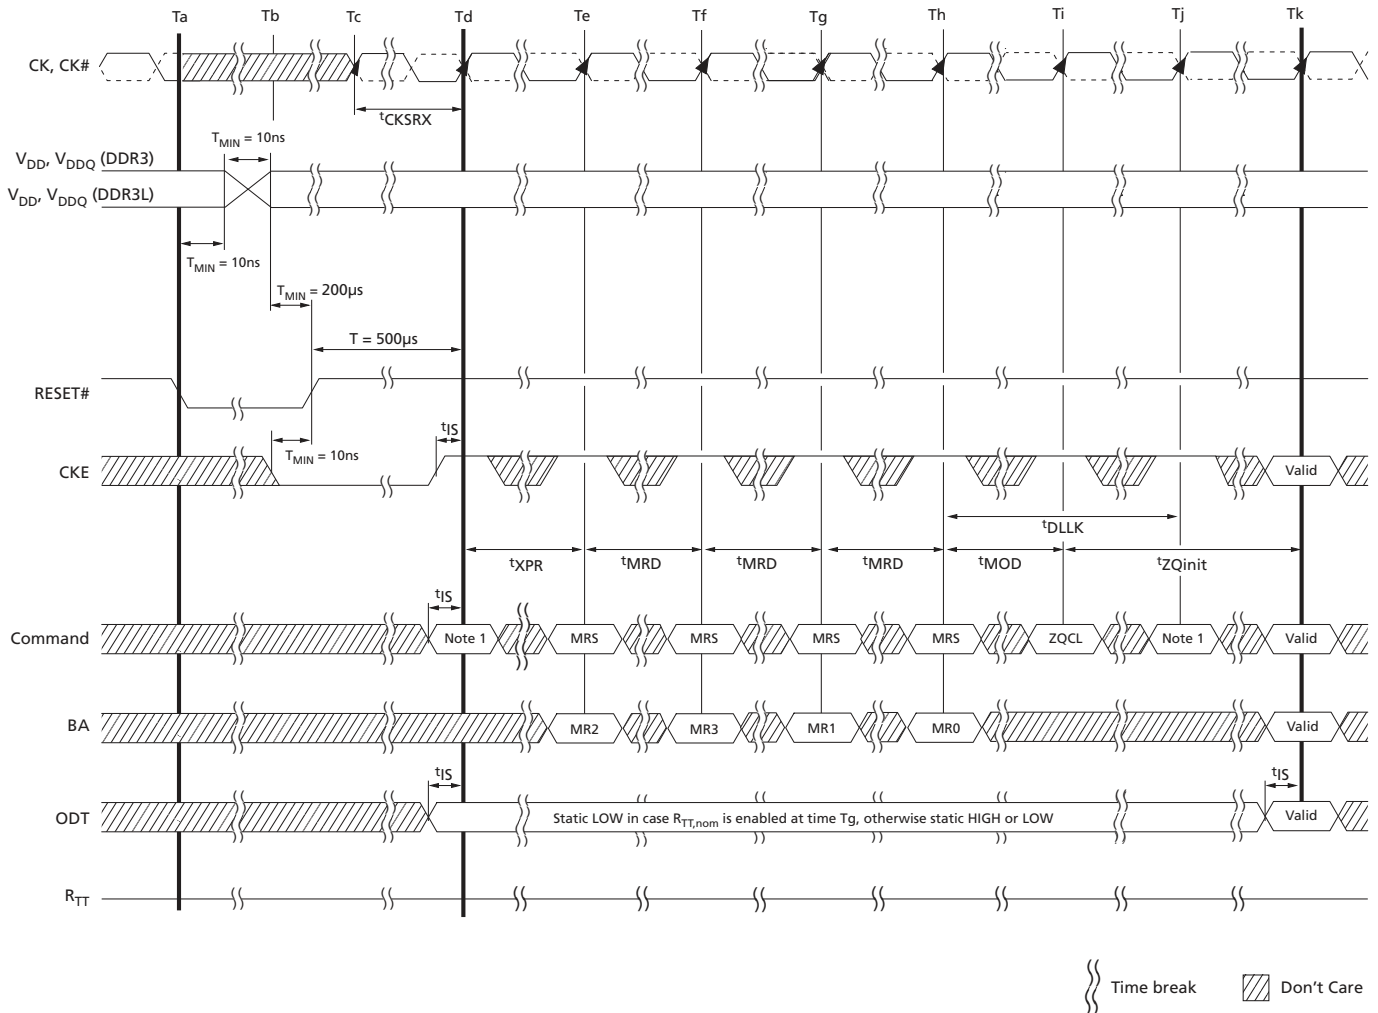 Ta Tb Tc Td Te Tf Tg Th Ti Tj Tk
CK, CK#
tCKSRX
TMIN = 10ns
VDD, VDDQ (DDR3)
VDD, VDDQ (DDR3L)
TMIN = 10ns
TMIN = 200µs
T = 500µs
RESET#
tIS
TMIN = 10ns
CKE Valid
tDLLK
tXPR tMRD tMRD tMRD tMOD tZQinit
tIS
Command Note 1 MRS MRS MRS MRS ZQCL Note 1 Valid
BA MR2 MR3 MR1 MR0 Valid
tIS tIS
ODT Static LOW in case RTT,nom is enabled at time Tg, otherwise static HIGH or LOW Valid
RTT
Time break Don't Care